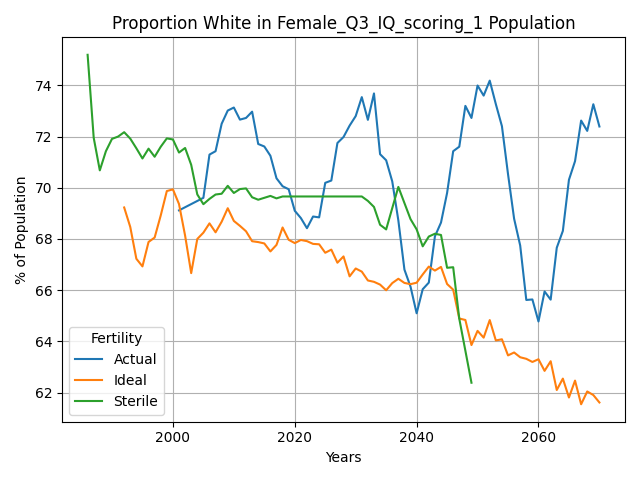 Proportion White in Female_Q3_IQ_scoring_1 Population
% of Population
74
72
70
68
66
64
62
Fertility
Actual
Ideal
Sterile
2000
2020
2040
2060
Years